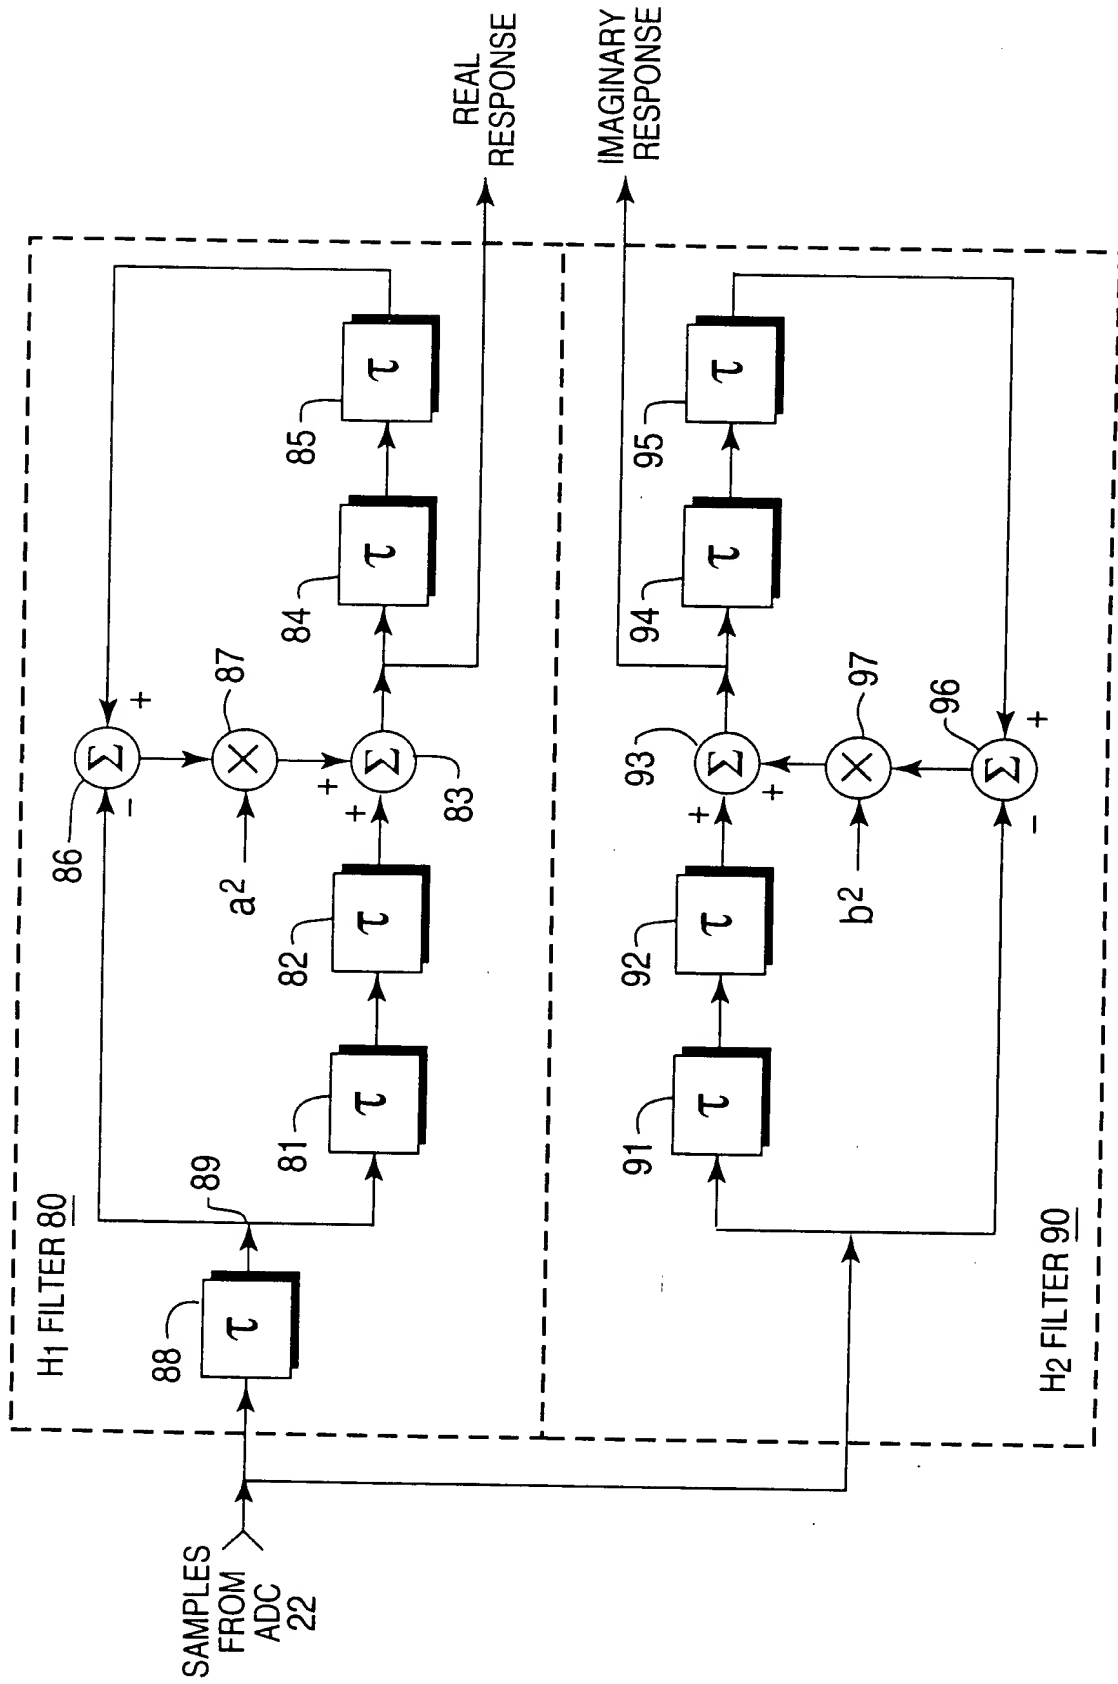 SAMPLES
FROM
ADC
22
H1 FILTER 80
88
τ
89
81
τ
82
τ
86
Σ
−
+
87
×
a²
+
+
Σ
83
84
τ
85
τ
REAL
RESPONSE
IMAGINARY
RESPONSE
H2 FILTER 90
91
τ
92
τ
93
Σ
+
+
97
×
b²
96
Σ
−
+
94
τ
95
τ